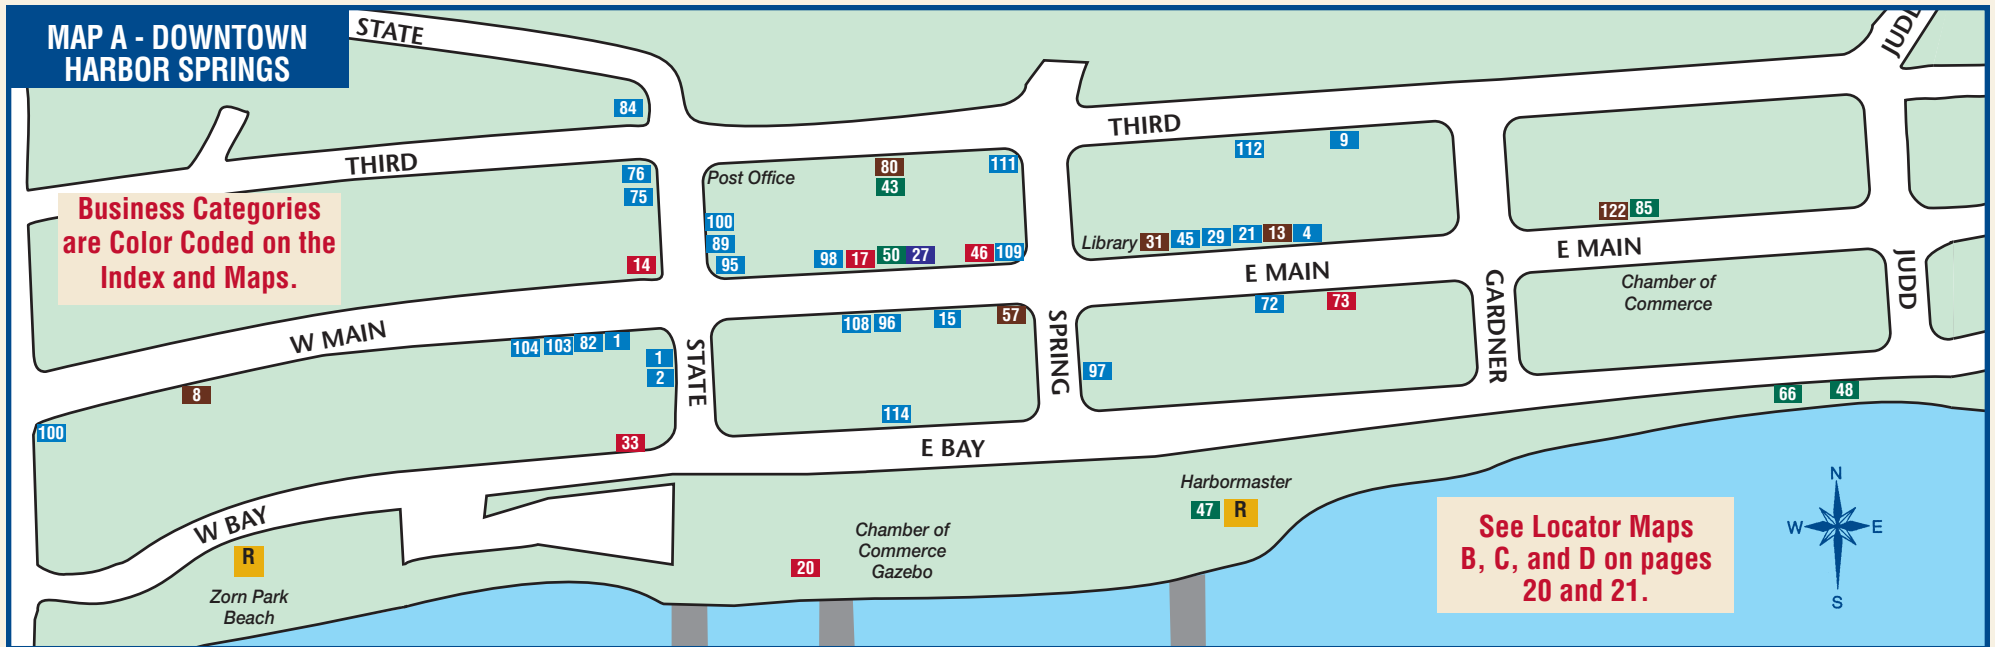 MAP A - DOWNTOWN
HARBOR SPRINGS
STATE
JUDD
84
THIRD
THIRD
76
75
Post Office
80
43
111
112
9
Business Categories
are Color Coded on the
Index and Maps.
14
100
89
95
98
17
50
27
46
109
Library
31
45
29
21
13
4
122
85
E MAIN
E MAIN
W MAIN
104
103
82
1
1
2
STATE
108
96
15
57
SPRING
72
73
97
GARDNER
Chamber of
Commerce
JUDD
8
100
33
114
E BAY
66
48
W BAY
R
Zorn Park
Beach
20
Chamber of
Commerce
Gazebo
Harbormaster
47
R
See Locator Maps
B, C, and D on pages
20 and 21.
N
W
E
S